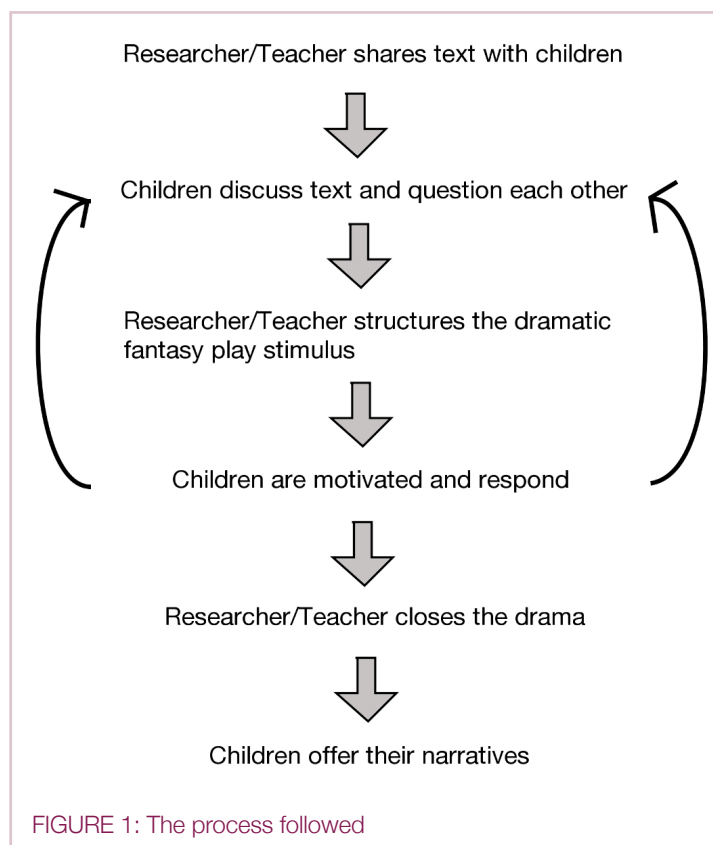 Researcher/Teacher shares text with children
Children discuss text and question each other
Researcher/Teacher structures the dramatic
fantasy play stimulus
Children are motivated and respond
Researcher/Teacher closes the drama
Children offer their narratives
FIGURE 1: The process followed